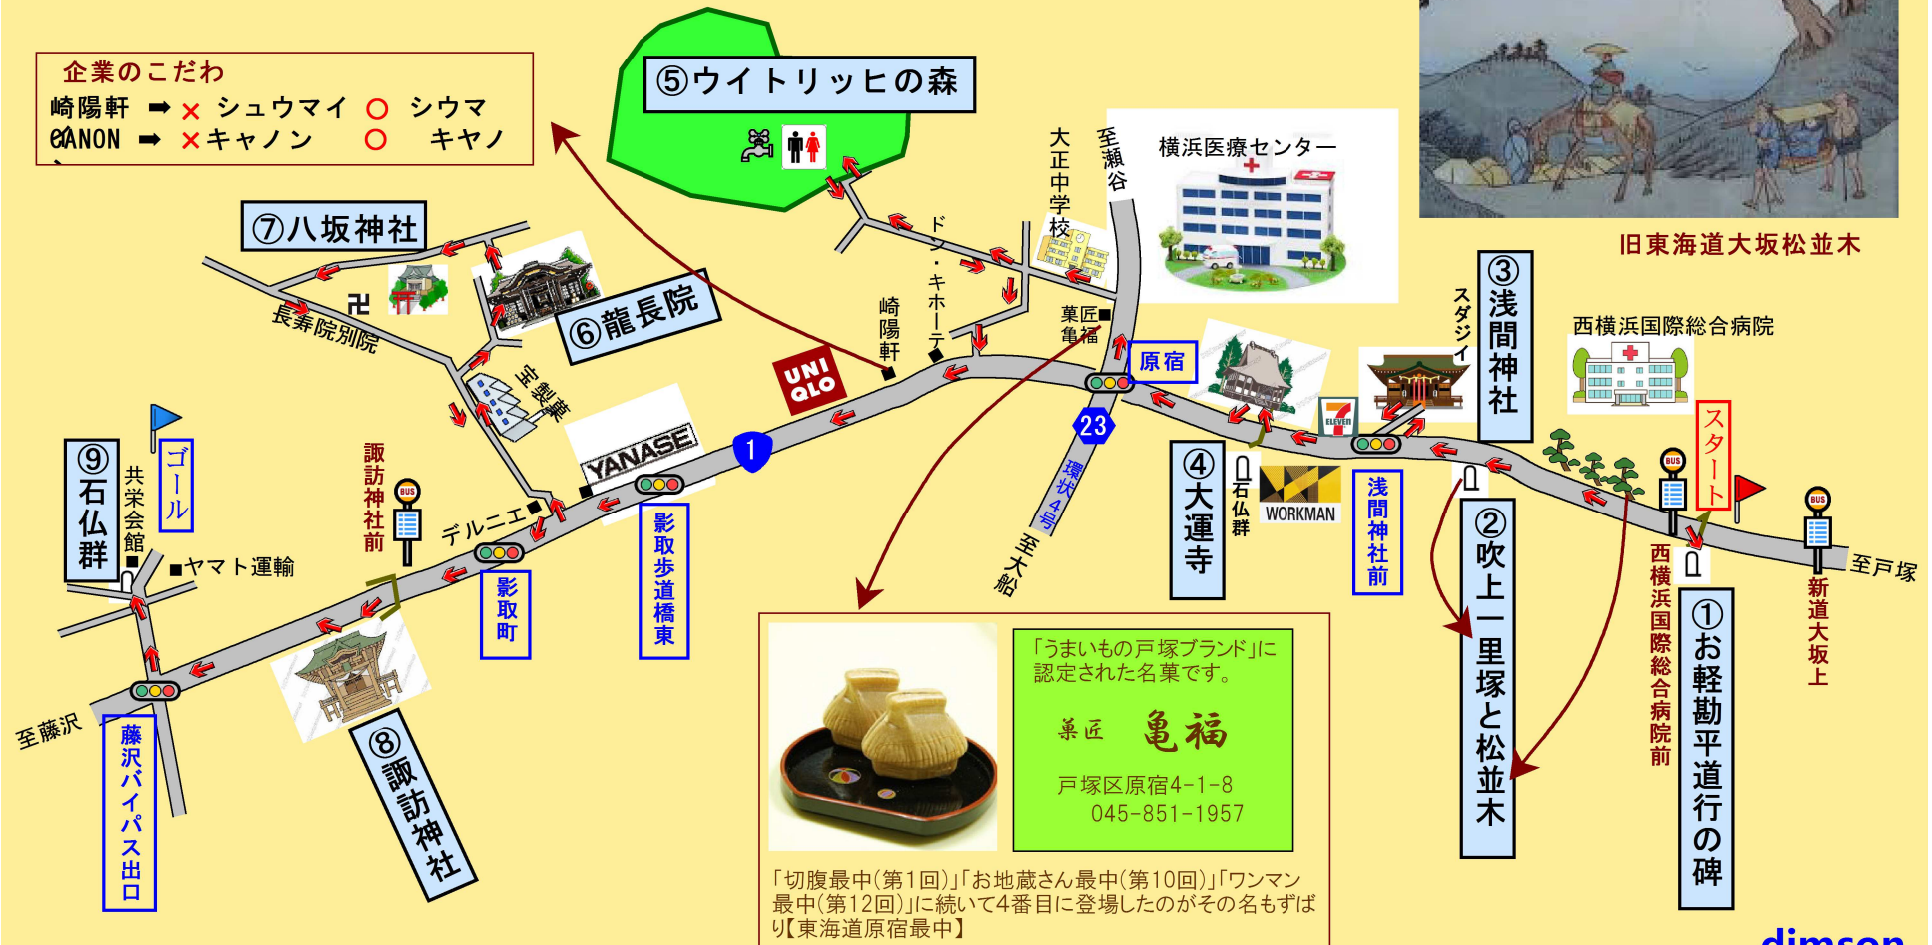 企業のこだわ
崎陽軒 ➡ × シュウマイ ○ シウマ
CANON ➡ ×キャノン ○ キヤノ
⑤ウイトリッヒの森
大正中学校
至瀬谷
横浜医療センター
旧東海道大坂松並木
⑦八坂神社
卍
長寿院別院
⑥龍長院
宝製菓
崎陽軒
ドン・キホーテ
菓匠
亀福
原宿
UNI
QLO
YANASE
1
23
環状4号
至大船
スダジイ
③浅間神社
西横浜国際総合病院
スタート
7
ELEVEN
④大運寺
石仏群
WORKMAN
浅間神社前
②吹上一里塚と松並木
BUS
西横浜国際総合病院前
①お軽勘平道行の碑
BUS
新道大坂上
至戸塚
⑨石仏群
共栄会館
ゴール
ヤマト運輸
諏訪神社前
BUS
デルニエ
影取町
影取歩道橋東
至藤沢
藤沢バイパス出口
⑧諏訪神社
「うまいもの戸塚ブランド」に
認定された名菓です。
菓匠 亀福
戸塚区原宿4-1-8
045-851-1957
「切腹最中(第1回)」「お地蔵さん最中(第10回)」「ワンマン
最中(第12回)」に続いて4番目に登場したのがその名もずば
り【東海道原宿最中】
dimson